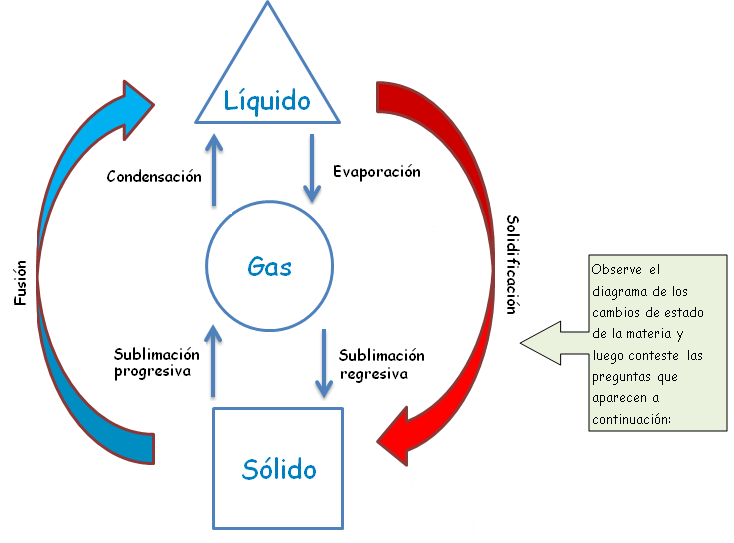 Líquido
Condensación
Evaporación
Fusión
Gas
Solidificación
Sublimación
progresiva
Sublimación
regresiva
Sólido
Observe el
diagrama de los
cambios de estado
de la materia y
luego conteste las
preguntas que
aparecen a
continuación: